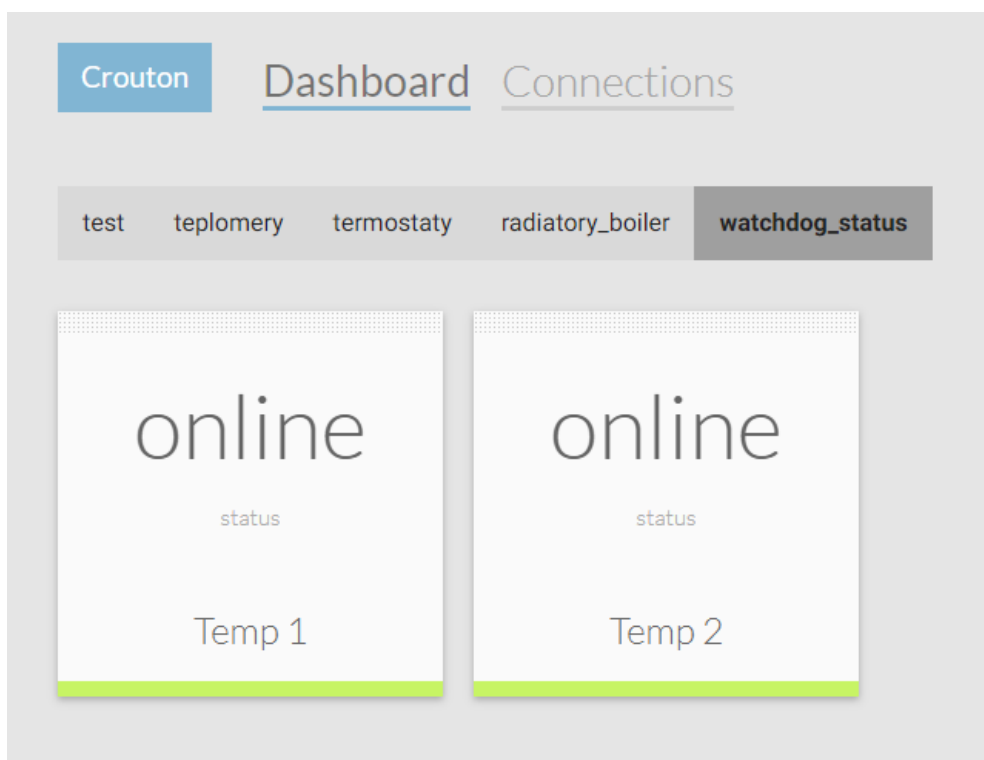 Crouton Dashboard Connections
test teplomery termostaty radiatory_boiler watchdog_status
online online
status status
Temp 1 Temp 2